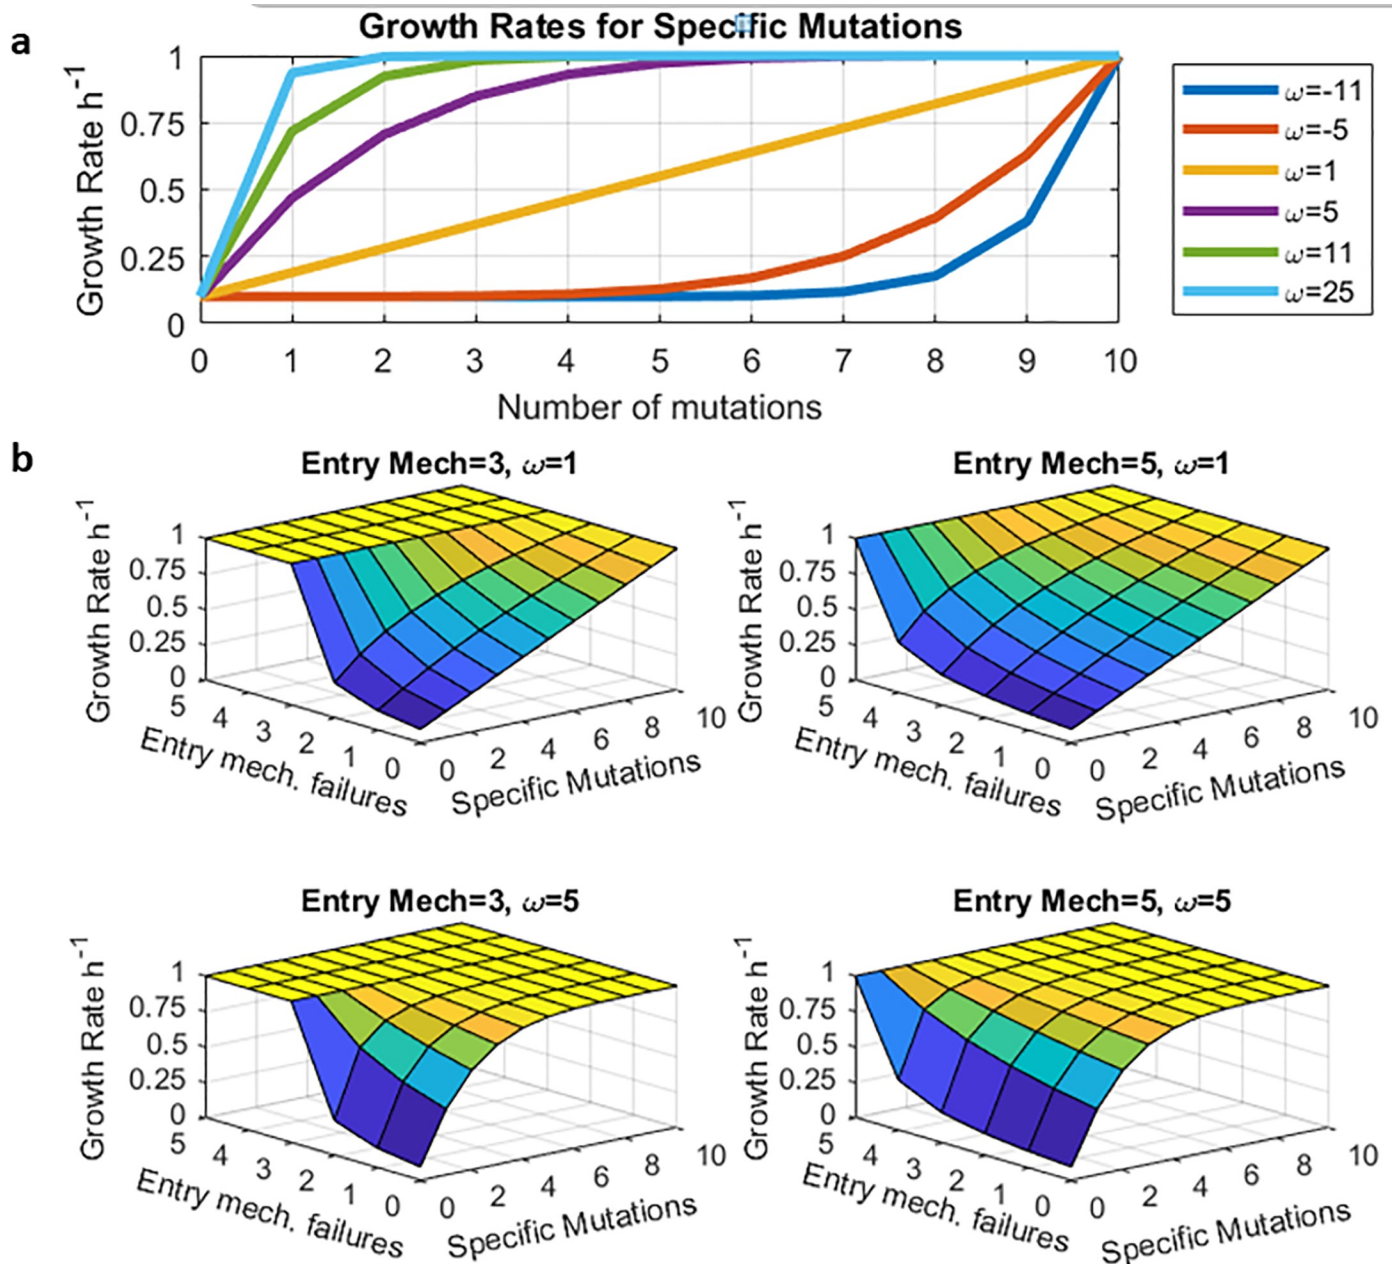 a
Growth Rates for Specific Mutations
Growth Rate h-1
1
0.75
0.5
0.25
0
0 1 2 3 4 5 6 7 8 9 10
Number of mutations
ω=-11
ω=-5
ω=1
ω=5
ω=11
ω=25
b
Entry Mech=3, ω=1
Growth Rate h-1
1
0.75
0.5
0.25
0
5 4 3 2 1 0
Entry mech. failures
0 2 4 6 8 10
Specific Mutations
Entry Mech=5, ω=1
Growth Rate h-1
1
0.75
0.5
0.25
0
5 4 3 2 1 0
Entry mech. failures
0 2 4 6 8 10
Specific Mutations
Entry Mech=3, ω=5
Growth Rate h-1
1
0.75
0.5
0.25
0
5 4 3 2 1 0
Entry mech. failures
0 2 4 6 8 10
Specific Mutations
Entry Mech=5, ω=5
Growth Rate h-1
1
0.75
0.5
0.25
0
5 4 3 2 1 0
Entry mech. failures
0 2 4 6 8 10
Specific Mutations